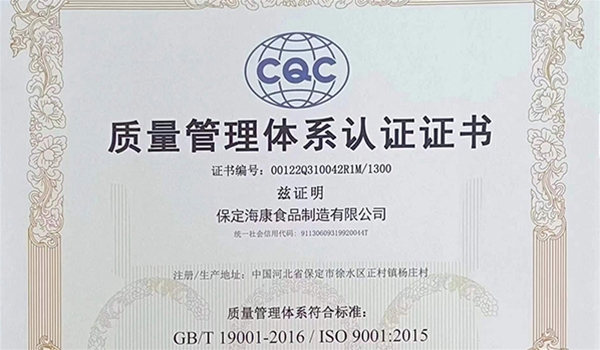 CQC
质量管理体系认证证书
证书编号：00122Q310042R1M/1300
兹证明
保定海康食品制造有限公司
统一社会信用代码: 91130609319920044T
注册/生产地址: 中国河北省保定市徐水区正村镇杨庄村
质量管理体系符合标准:
GB/T 19001-2016 / ISO 9001:2015